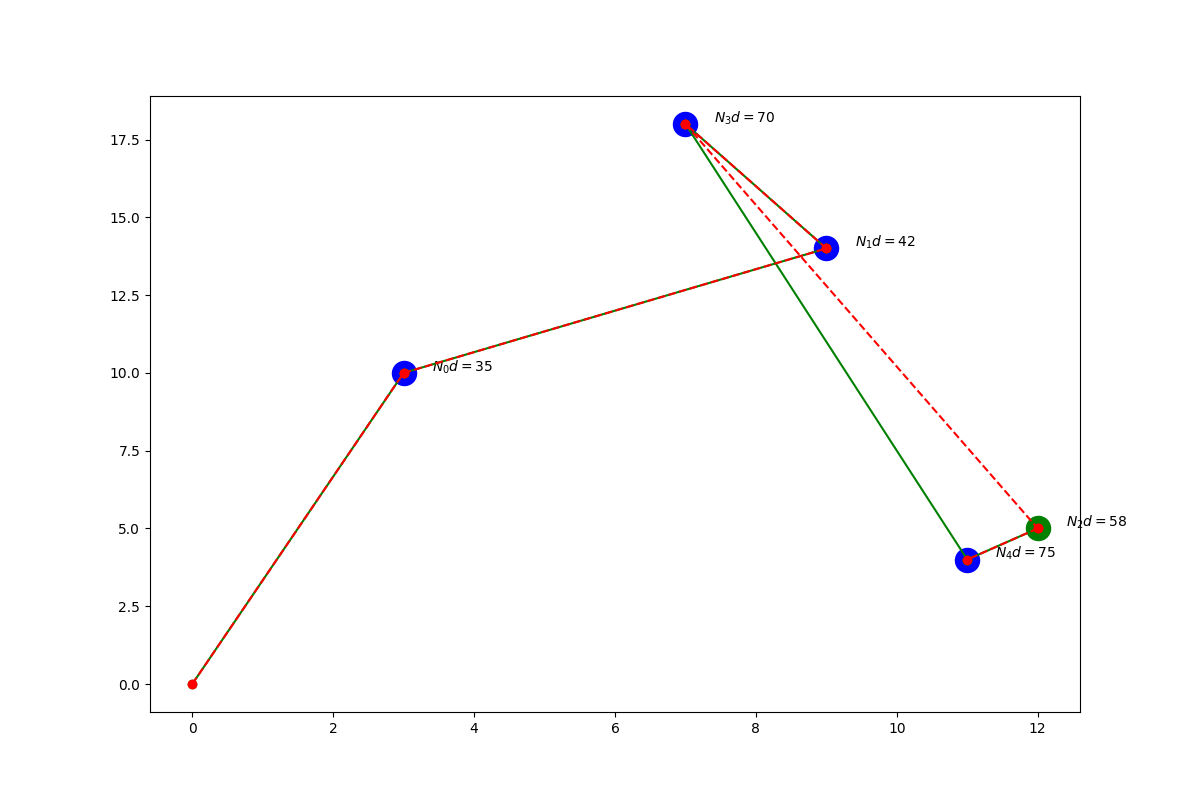 N₃d = 70
17.5
15.0
N₁d = 42
12.5
10.0
N₀d = 35
7.5
5.0
N₂d = 58
N₄d = 75
2.5
0.0
0 2 4 6 8 10 12